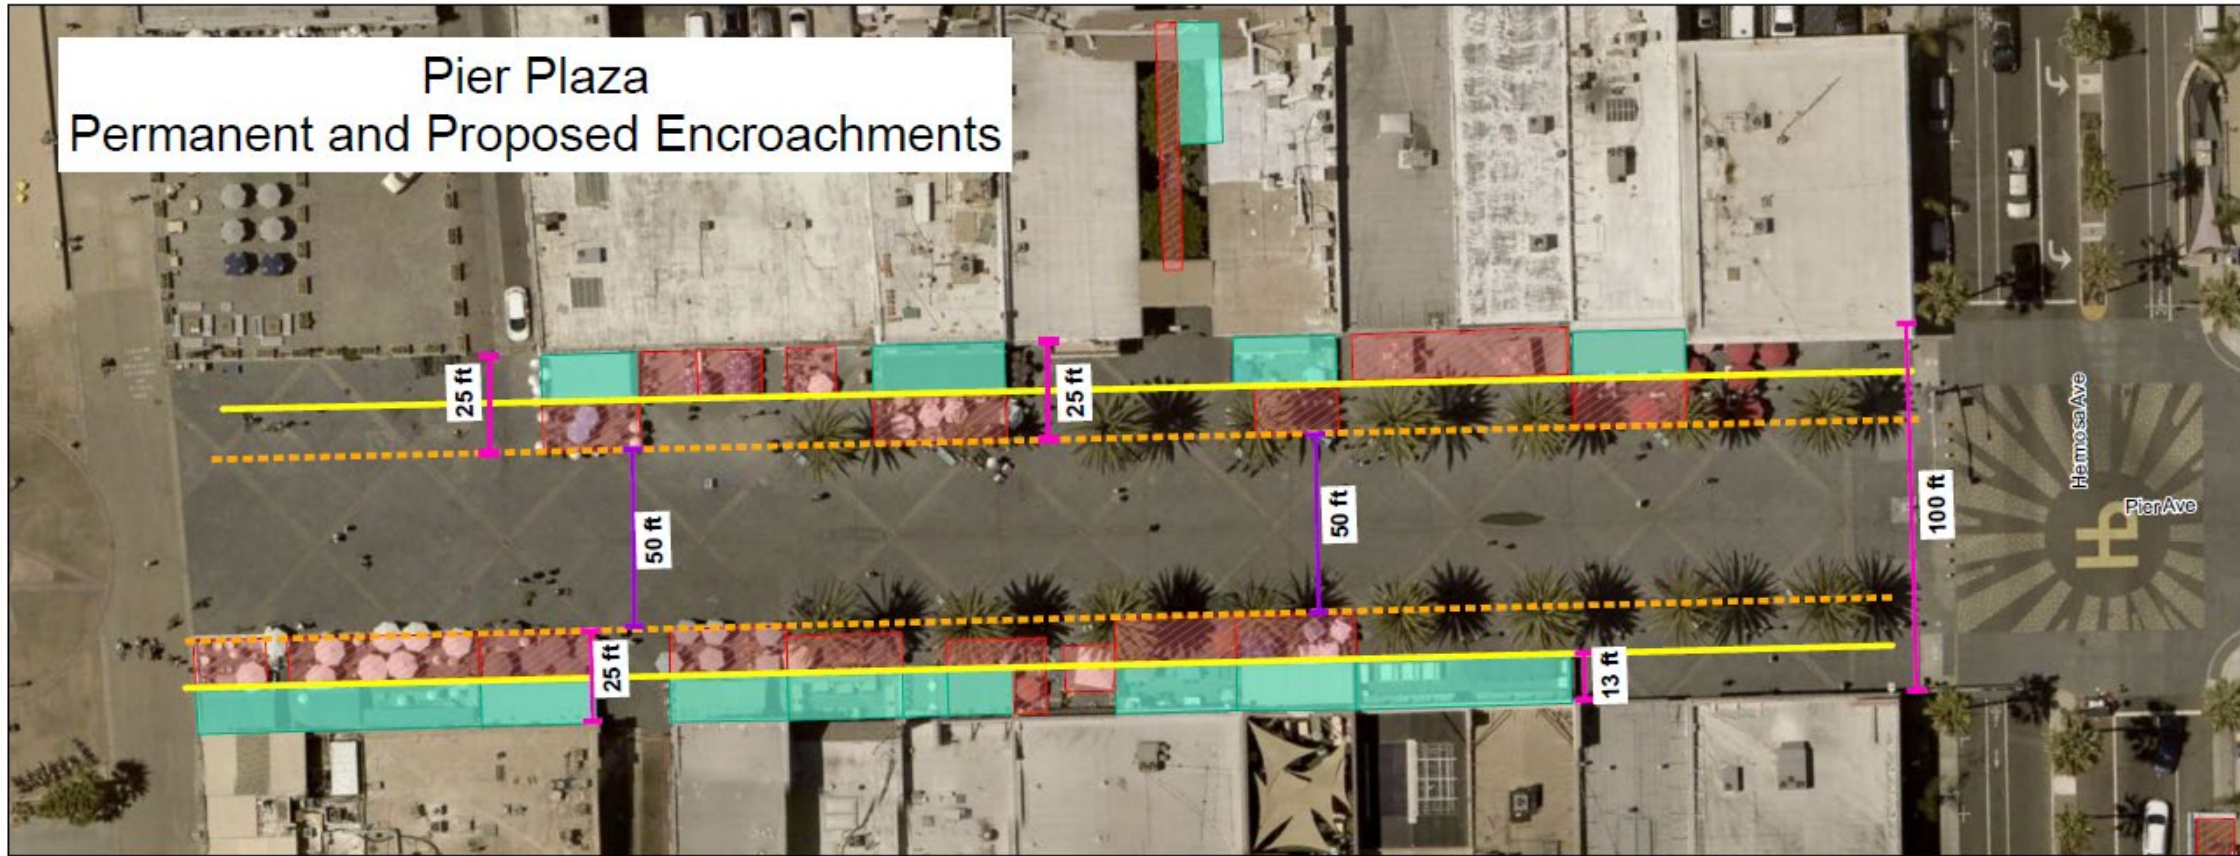 Pier Plaza
Permanent and Proposed Encroachments
25 ft
25 ft
50 ft
50 ft
100 ft
Hermosa Ave
Pier Ave
25 ft
13 ft